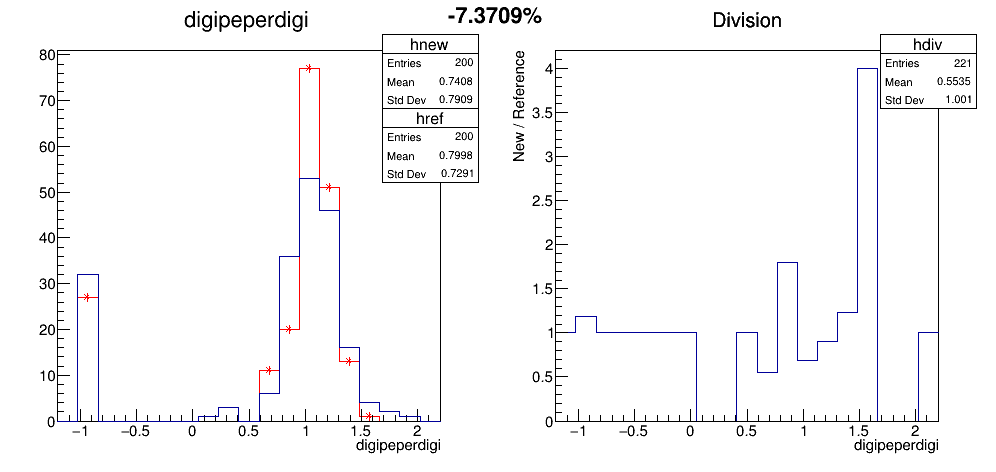 -7.3709%
digipeperdigi
hnew
Entries 200
Mean 0.7408
Std Dev 0.7909
href
Entries 200
Mean 0.7998
Std Dev 0.7291
80
70
60
50
40
30
20
10
0
−1 −0.5 0 0.5 1 1.5 2
digipeperdigi
Division
hdiv
Entries 221
Mean 0.5535
Std Dev 1.001
New / Reference
4
3.5
3
2.5
2
1.5
1
0.5
0
−1 −0.5 0 0.5 1 1.5 2
digipeperdigi